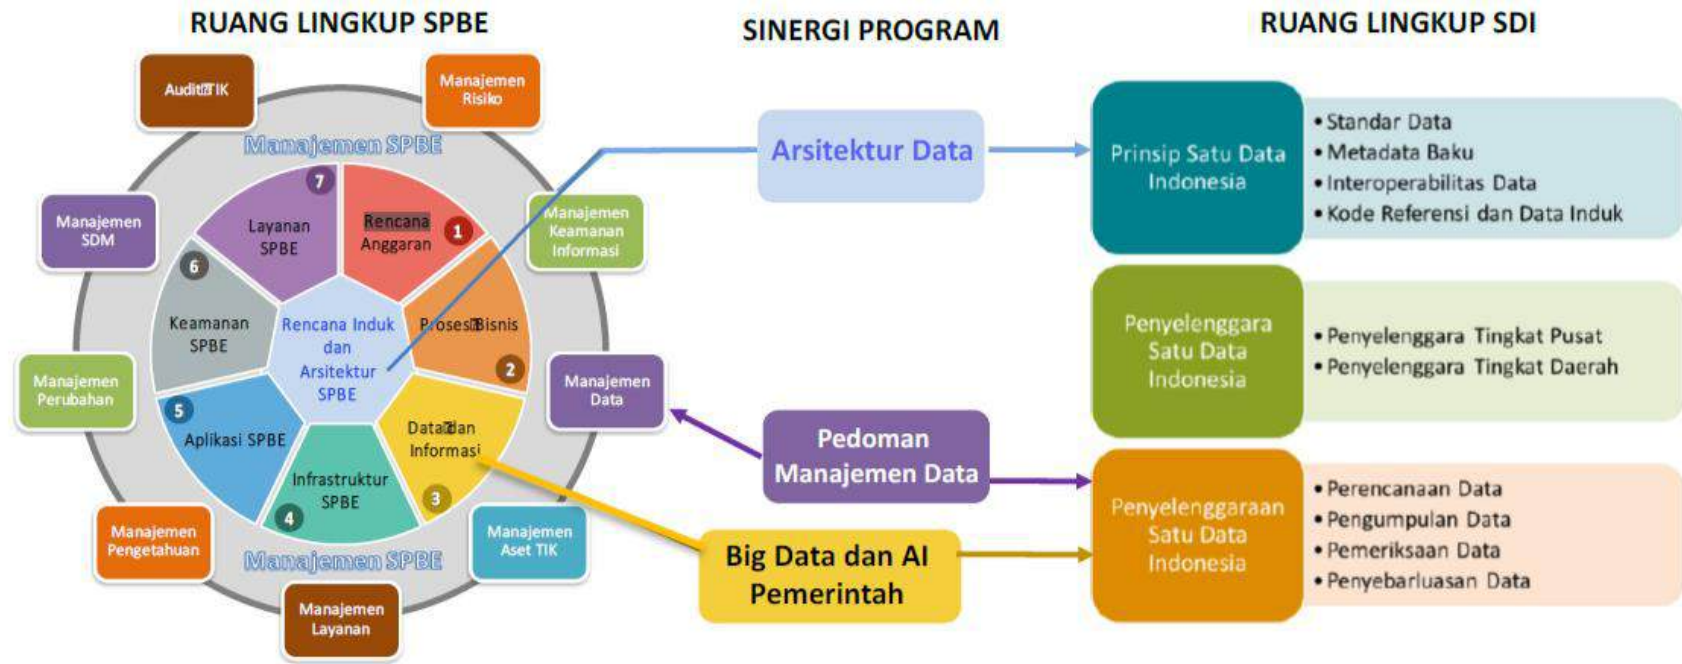 RUANG LINGKUP SPBE
SINERGI PROGRAM
RUANG LINGKUP SDI
Audit TIK
Manajemen
Risiko
Manajemen SPBE
Manajemen
SDM
Manajemen
Keamanan
Informasi
7
Layanan
SPBE
Rencana
Anggaran
1
6
Keamanan
SPBE
Rencana Induk
dan
Arsitektur
SPBE
Proses Bisnis
2
Manajemen
Perubahan
Manajemen
Data
5
Aplikasi SPBE
Data dan
Informasi
3
Infrastruktur
SPBE
4
Manajemen
Pengetahuan
Manajemen SPBE
Manajemen
Aset TIK
Manajemen
Layanan
Arsitektur Data
Pedoman
Manajemen Data
Big Data dan AI
Pemerintah
Prinsip Satu Data
Indonesia
• Standar Data
• Metadata Baku
• Interoperabilitas Data
• Kode Referensi dan Data Induk
Penyelenggara
Satu Data
Indonesia
• Penyelenggara Tingkat Pusat
• Penyelenggara Tingkat Daerah
Penyelenggaraan
Satu Data
Indonesia
• Perencanaan Data
• Pengumpulan Data
• Pemeriksaan Data
• Penyebarluasan Data